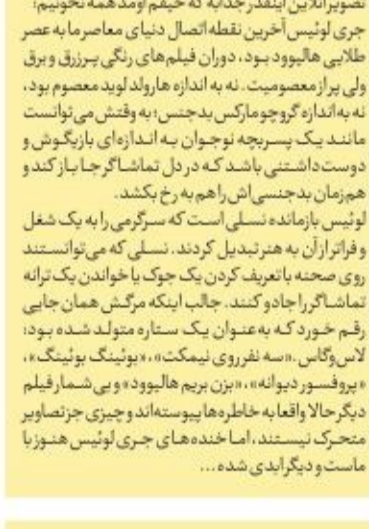 تصویر آنلاین اینقدر جذابه که حیفم اومد همه نخونیم؛
جری لوئیس آخرین نقطه اتصال دنیای معاصر ما به عصر
طلایی هالیوود بود، دوران فیلم‌های رنگی پرزرق و برق
ولی پر از معصومیت. نه به اندازه هارولد لوید معصوم بود،
نه به اندازه گروچو مارکس بدجنس؛ به وقتش می‌توانست
مانند یک پسربچه نوجوان به اندازه‌ای بازیگوش و
دوست‌داشتنی باشد که در دل تماشاگر جا باز کند و
هم‌زمان بدجنسی‌اش را هم به رخ بکشد.
لوئیس بازمانده نسلی است که سرگرمی را به یک شغل
و فراتر از آن به هنر تبدیل کردند. نسلی که می‌توانستند
روی صحنه با تعریف کردن یک جوک یا خواندن یک ترانه
تماشاگر را جادو کنند. جالب اینکه مرگش همان جایی
رقم خورد که به‌عنوان یک ستاره متولد شده بود؛
لاس‌وگاس. «سه نفر روی نیمکت»، «بوئینگ بوئینگ»،
«پروفسور دیوانه»، «بزن بریم هالیوود» و بی‌شمار فیلم
دیگر حالا واقعا به خاطره‌ها پیوسته‌اند و چیزی جز تصاویر
متحرک نیستند، اما خنده‌های جری لوئیس هنوز با
ماست و دیگر ابدی شده...